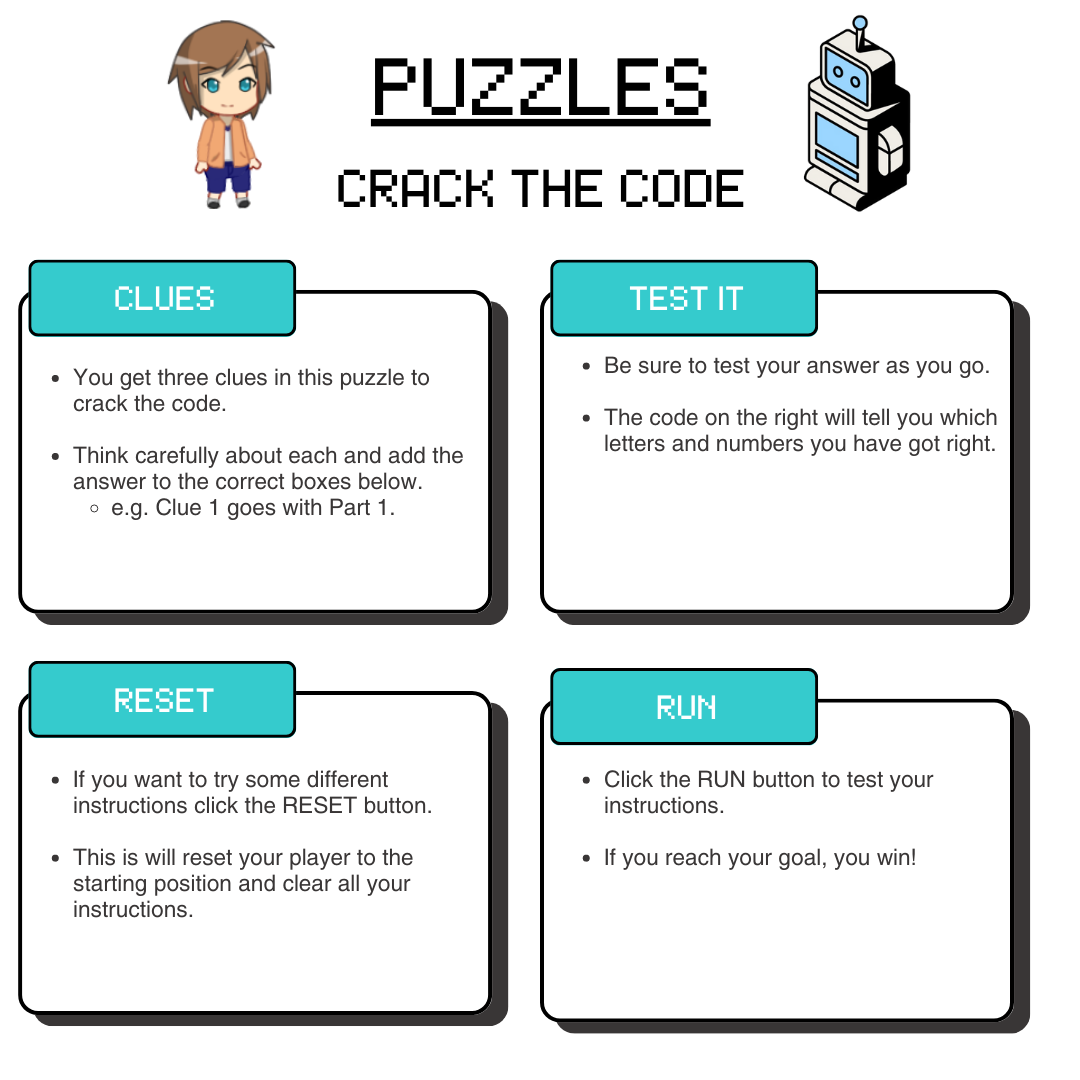 PUZZLES
CRACK THE CODE
CLUES
You get three clues in this puzzle to
crack the code.
Think carefully about each and add the
answer to the correct boxes below.
e.g. Clue 1 goes with Part 1.
TEST IT
Be sure to test your answer as you go.
The code on the right will tell you which
letters and numbers you have got right.
RESET
If you want to try some different
instructions click the RESET button.
This is will reset your player to the
starting position and clear all your
instructions.
RUN
Click the RUN button to test your
instructions.
If you reach your goal, you win!